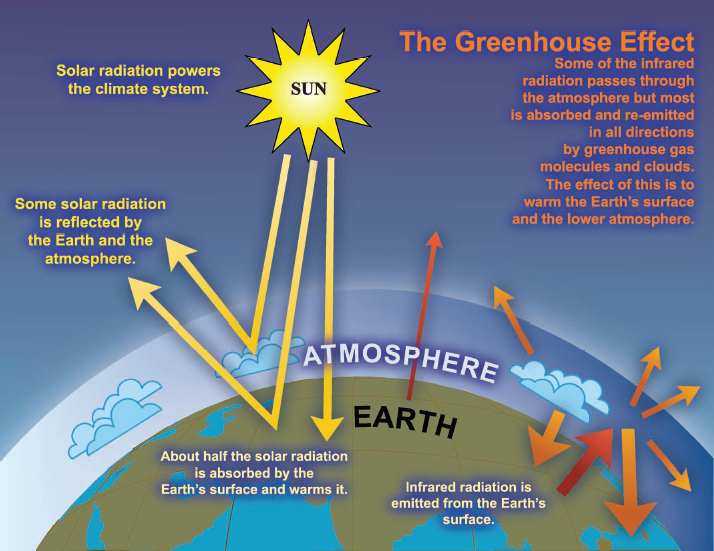 The Greenhouse Effect
Some of the infrared
radiation passes through
the atmosphere but most
is absorbed and re-emitted
in all directions
by greenhouse gas
molecules and clouds.
The effect of this is to
warm the Earth's surface
and the lower atmosphere.
Solar radiation powers
the climate system.
SUN
Some solar radiation
is reflected by
the Earth and the
atmosphere.
ATMOSPHERE
EARTH
About half the solar radiation
is absorbed by the
Earth's surface and warms it.
Infrared radiation is
emitted from the Earth's
surface.